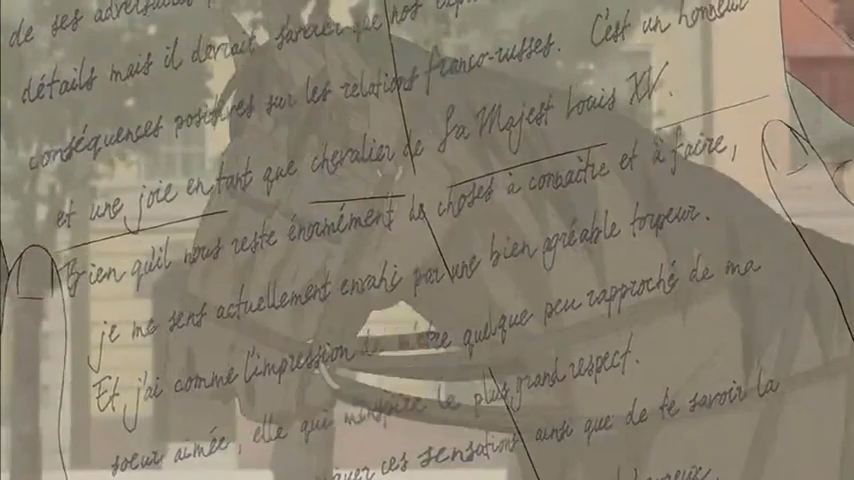 de ses adversaires
détails mais il devrait savoir que nos
conséquences positives sur les relations franco-russes. C'est un honneur
et une joie en tant que chevalier de Sa Majest Louis XV.
Bien qu'il nous reste énormément de choses à combattre et à faire,
je me sens actuellement envahi par une bien agréable torpeur.
Et j'ai comme l'impression de m'être quelque peu rapproché de ma
soeur aimée, elle qui m'inspire le plus grand respect.
ces sensations ainsi que de te savoir la